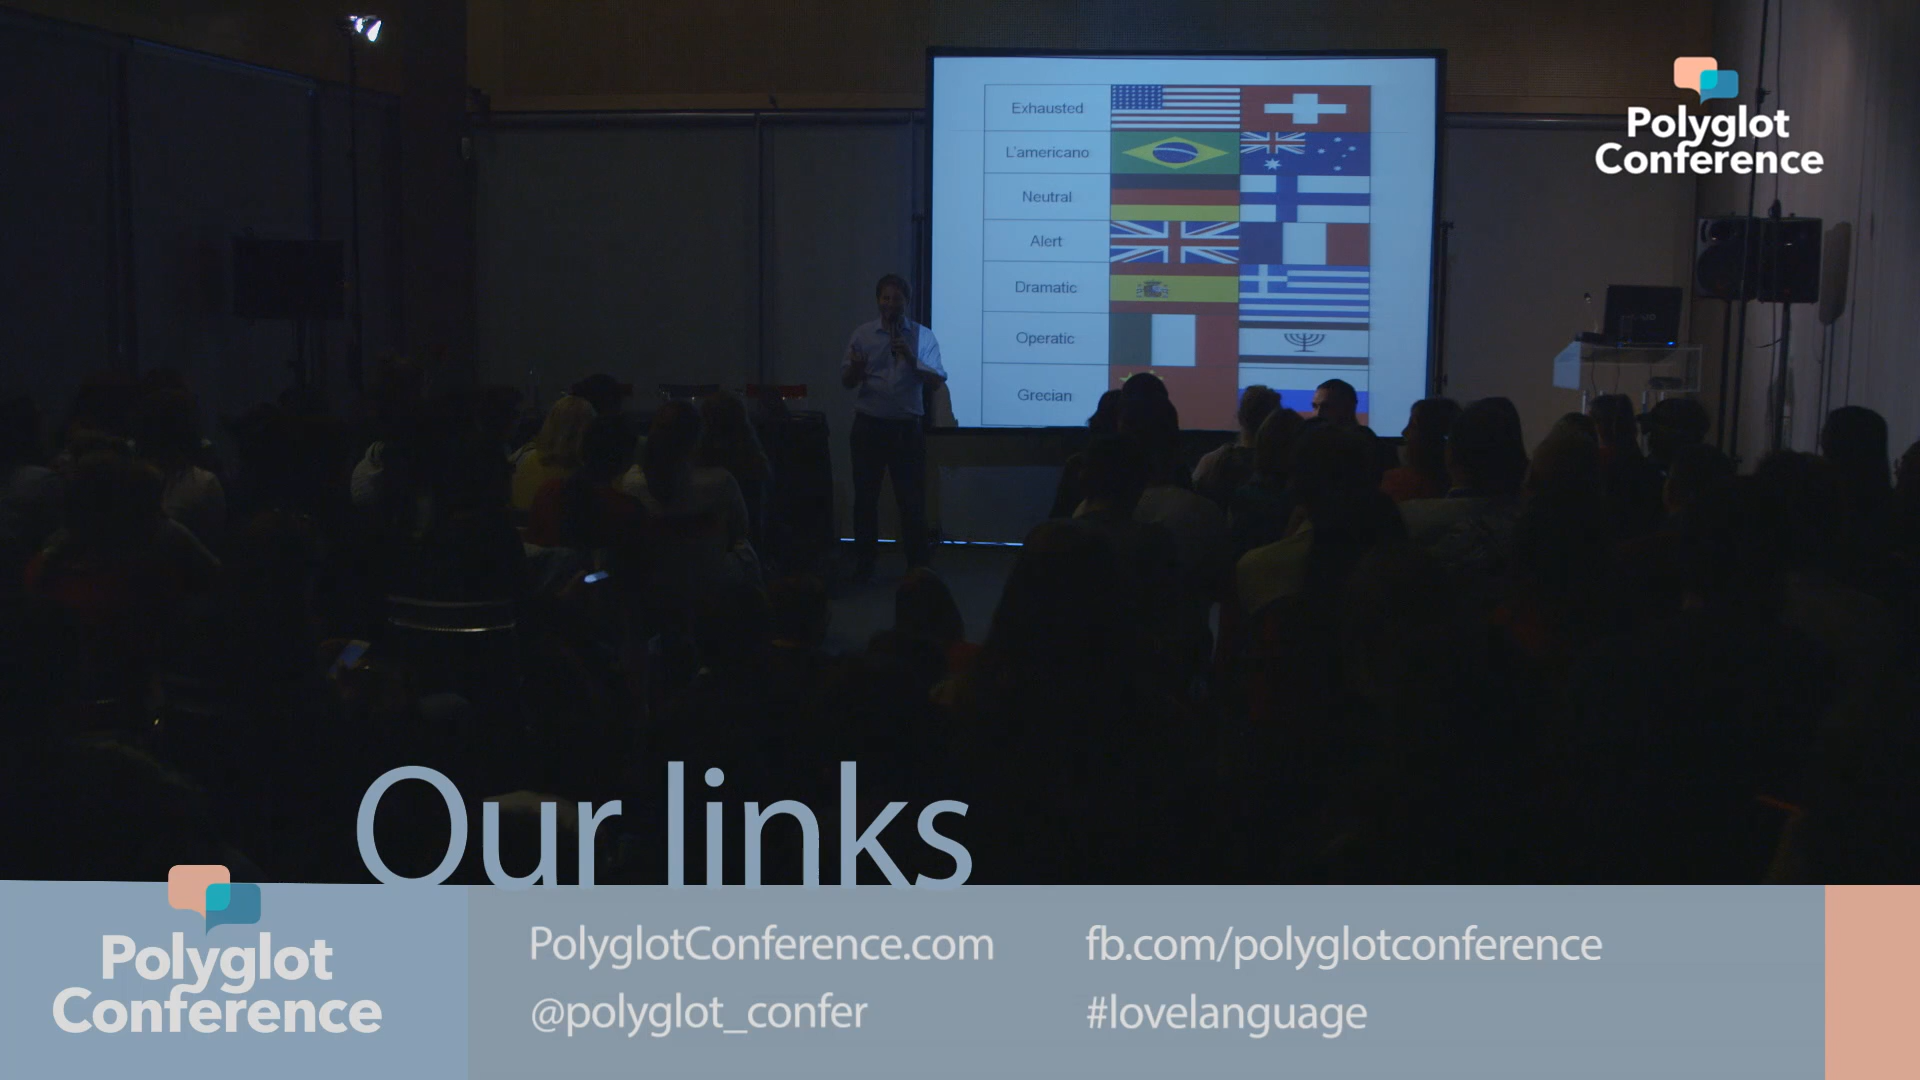 Exhausted
L'americano
Neutral
Alert
Dramatic
Operatic
Grecian
Polyglot
Conference
Our links
Polyglot
Conference
PolyglotConference.com
fb.com/polyglotconference
@polyglot_confer
#lovelanguage